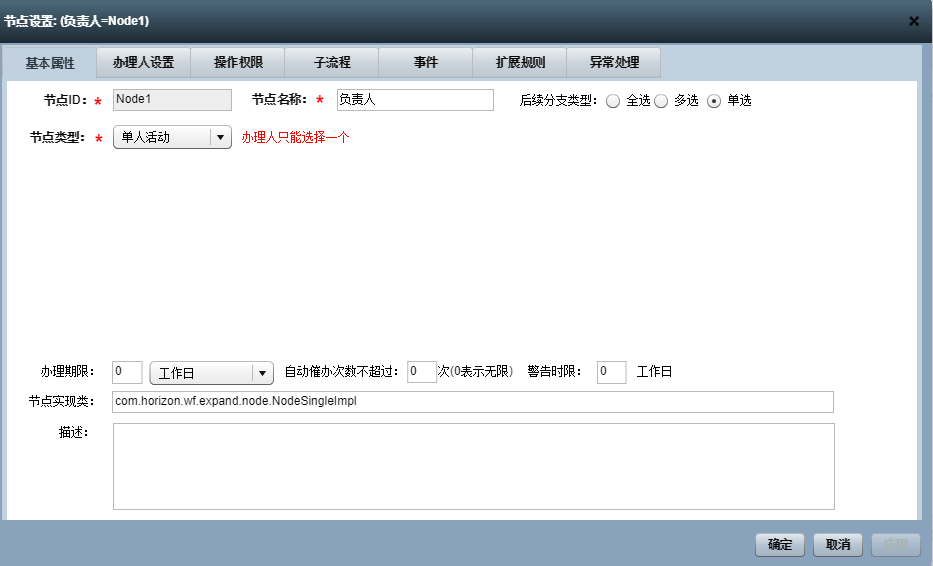 节点设置: (负责人=Node1)
基本属性 办理人设置 操作权限 子流程 事件 扩展规则 异常处理
节点ID: * Node1 节点名称: * 负责人 后续分支类型: 全选 多选 单选
节点类型: * 单人活动 办理人只能选择一个
办理期限: 0 工作日 自动催办次数不超过: 0 次(0表示无限) 警告时限: 0 工作日
节点实现类: com.horizon.wf.expand.node.NodeSingleImpl
描述:
确定 取消 应用